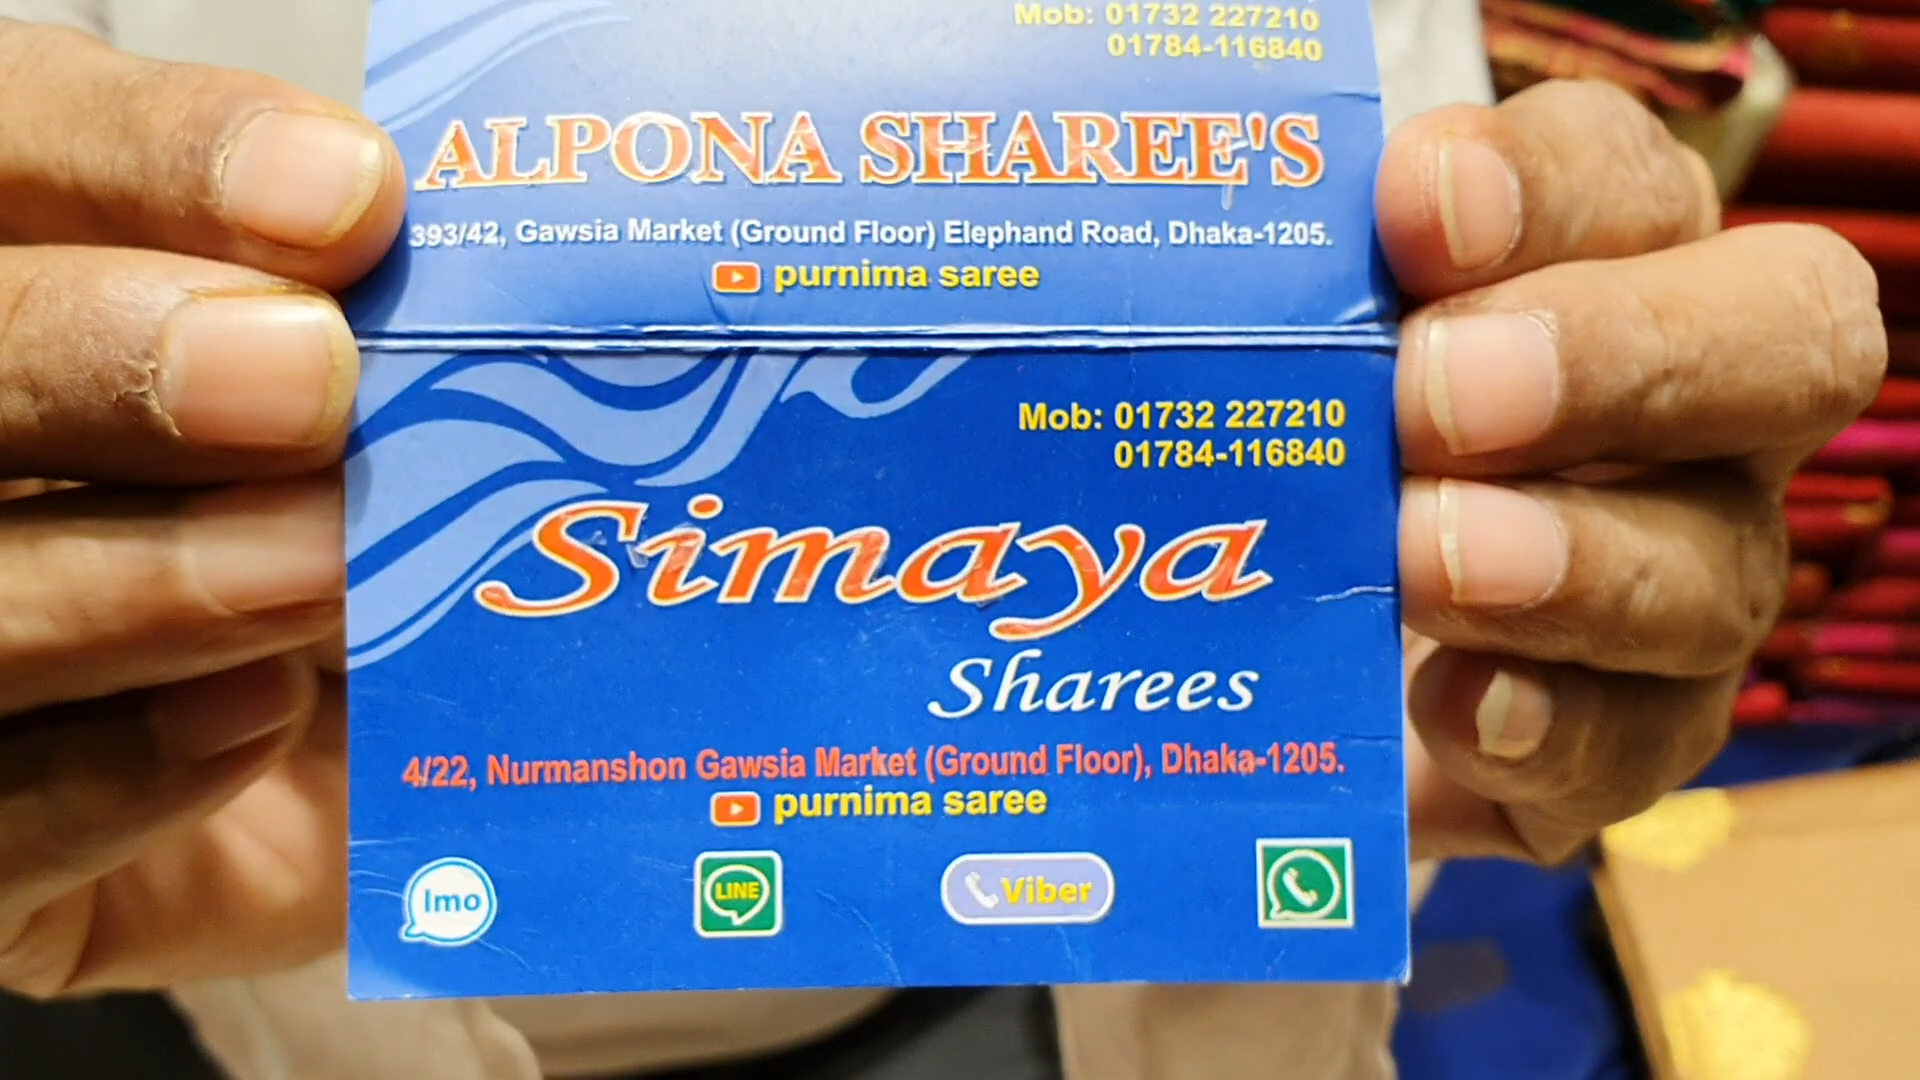 Mob: 01732 227210
01784-116840
ALPONA SHAREE'S
393/42, Gawsia Market (Ground Floor) Elephand Road, Dhaka-1205.
purnima saree
Mob: 01732 227210
01784-116840
Simaya
Sharees
4/22, Nurmanshon Gawsia Market (Ground Floor), Dhaka-1205.
purnima saree
Imo LINE Viber